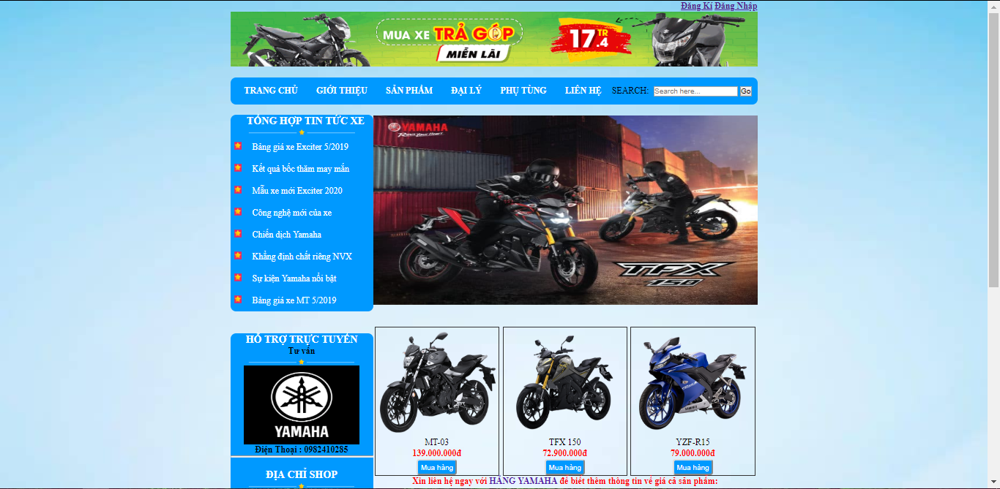 Đăng Kí Đăng Nhập
MUA XE TRẢ GÓP
MIỄN LÃI
17TR.4
TRANG CHỦ GIỚI THIỆU SẢN PHẨM ĐẠI LÝ PHỤ TÙNG LIÊN HỆ SEARCH: Search here... Go
TỔNG HỢP TIN TỨC XE
Bảng giá xe Exciter 5/2019
Kết quả bốc thăm may mắn
Mẫu xe mới Exciter 2020
Công nghệ mới của xe
Chiến dịch Yamaha
Khẳng định chất riêng NVX
Sự kiện Yamaha nổi bật
Bảng giá xe MT 5/2019
YAMAHA
Revs Your Heart
TFX
150
HỖ TRỢ TRỰC TUYẾN
Tư vấn
YAMAHA
Điện Thoại : 0982410285
ĐỊA CHỈ SHOP
MT-03
139.000.000đ
Mua hàng
TFX 150
72.900.000đ
Mua hàng
YZF-R15
79.000.000đ
Mua hàng
Xin liên hệ ngay với HÃNG YAMAHA để biết thêm thông tin về giá cả sản phẩm: